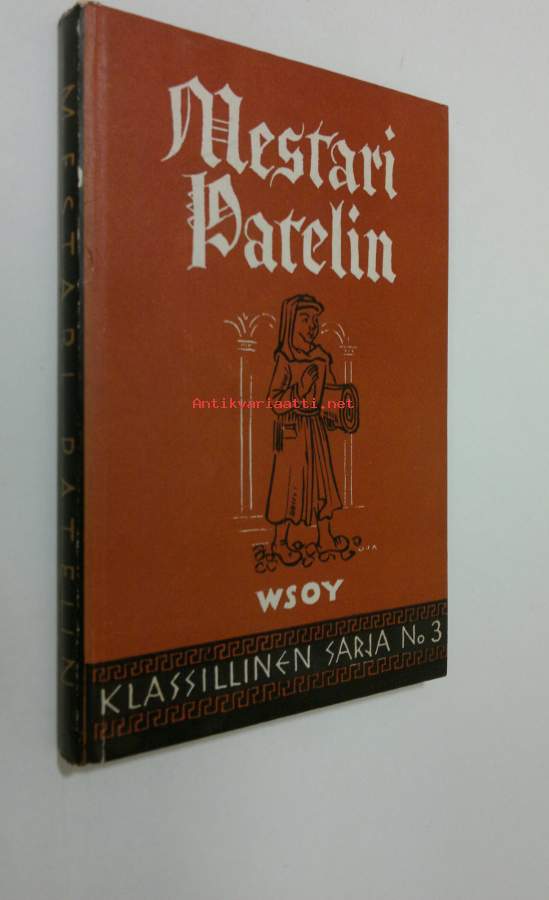 MESTARI PATELIN
Mestari
Patelin
Antikvariaatti.net
WSOY
KLASSILLINEN SARJA No 3